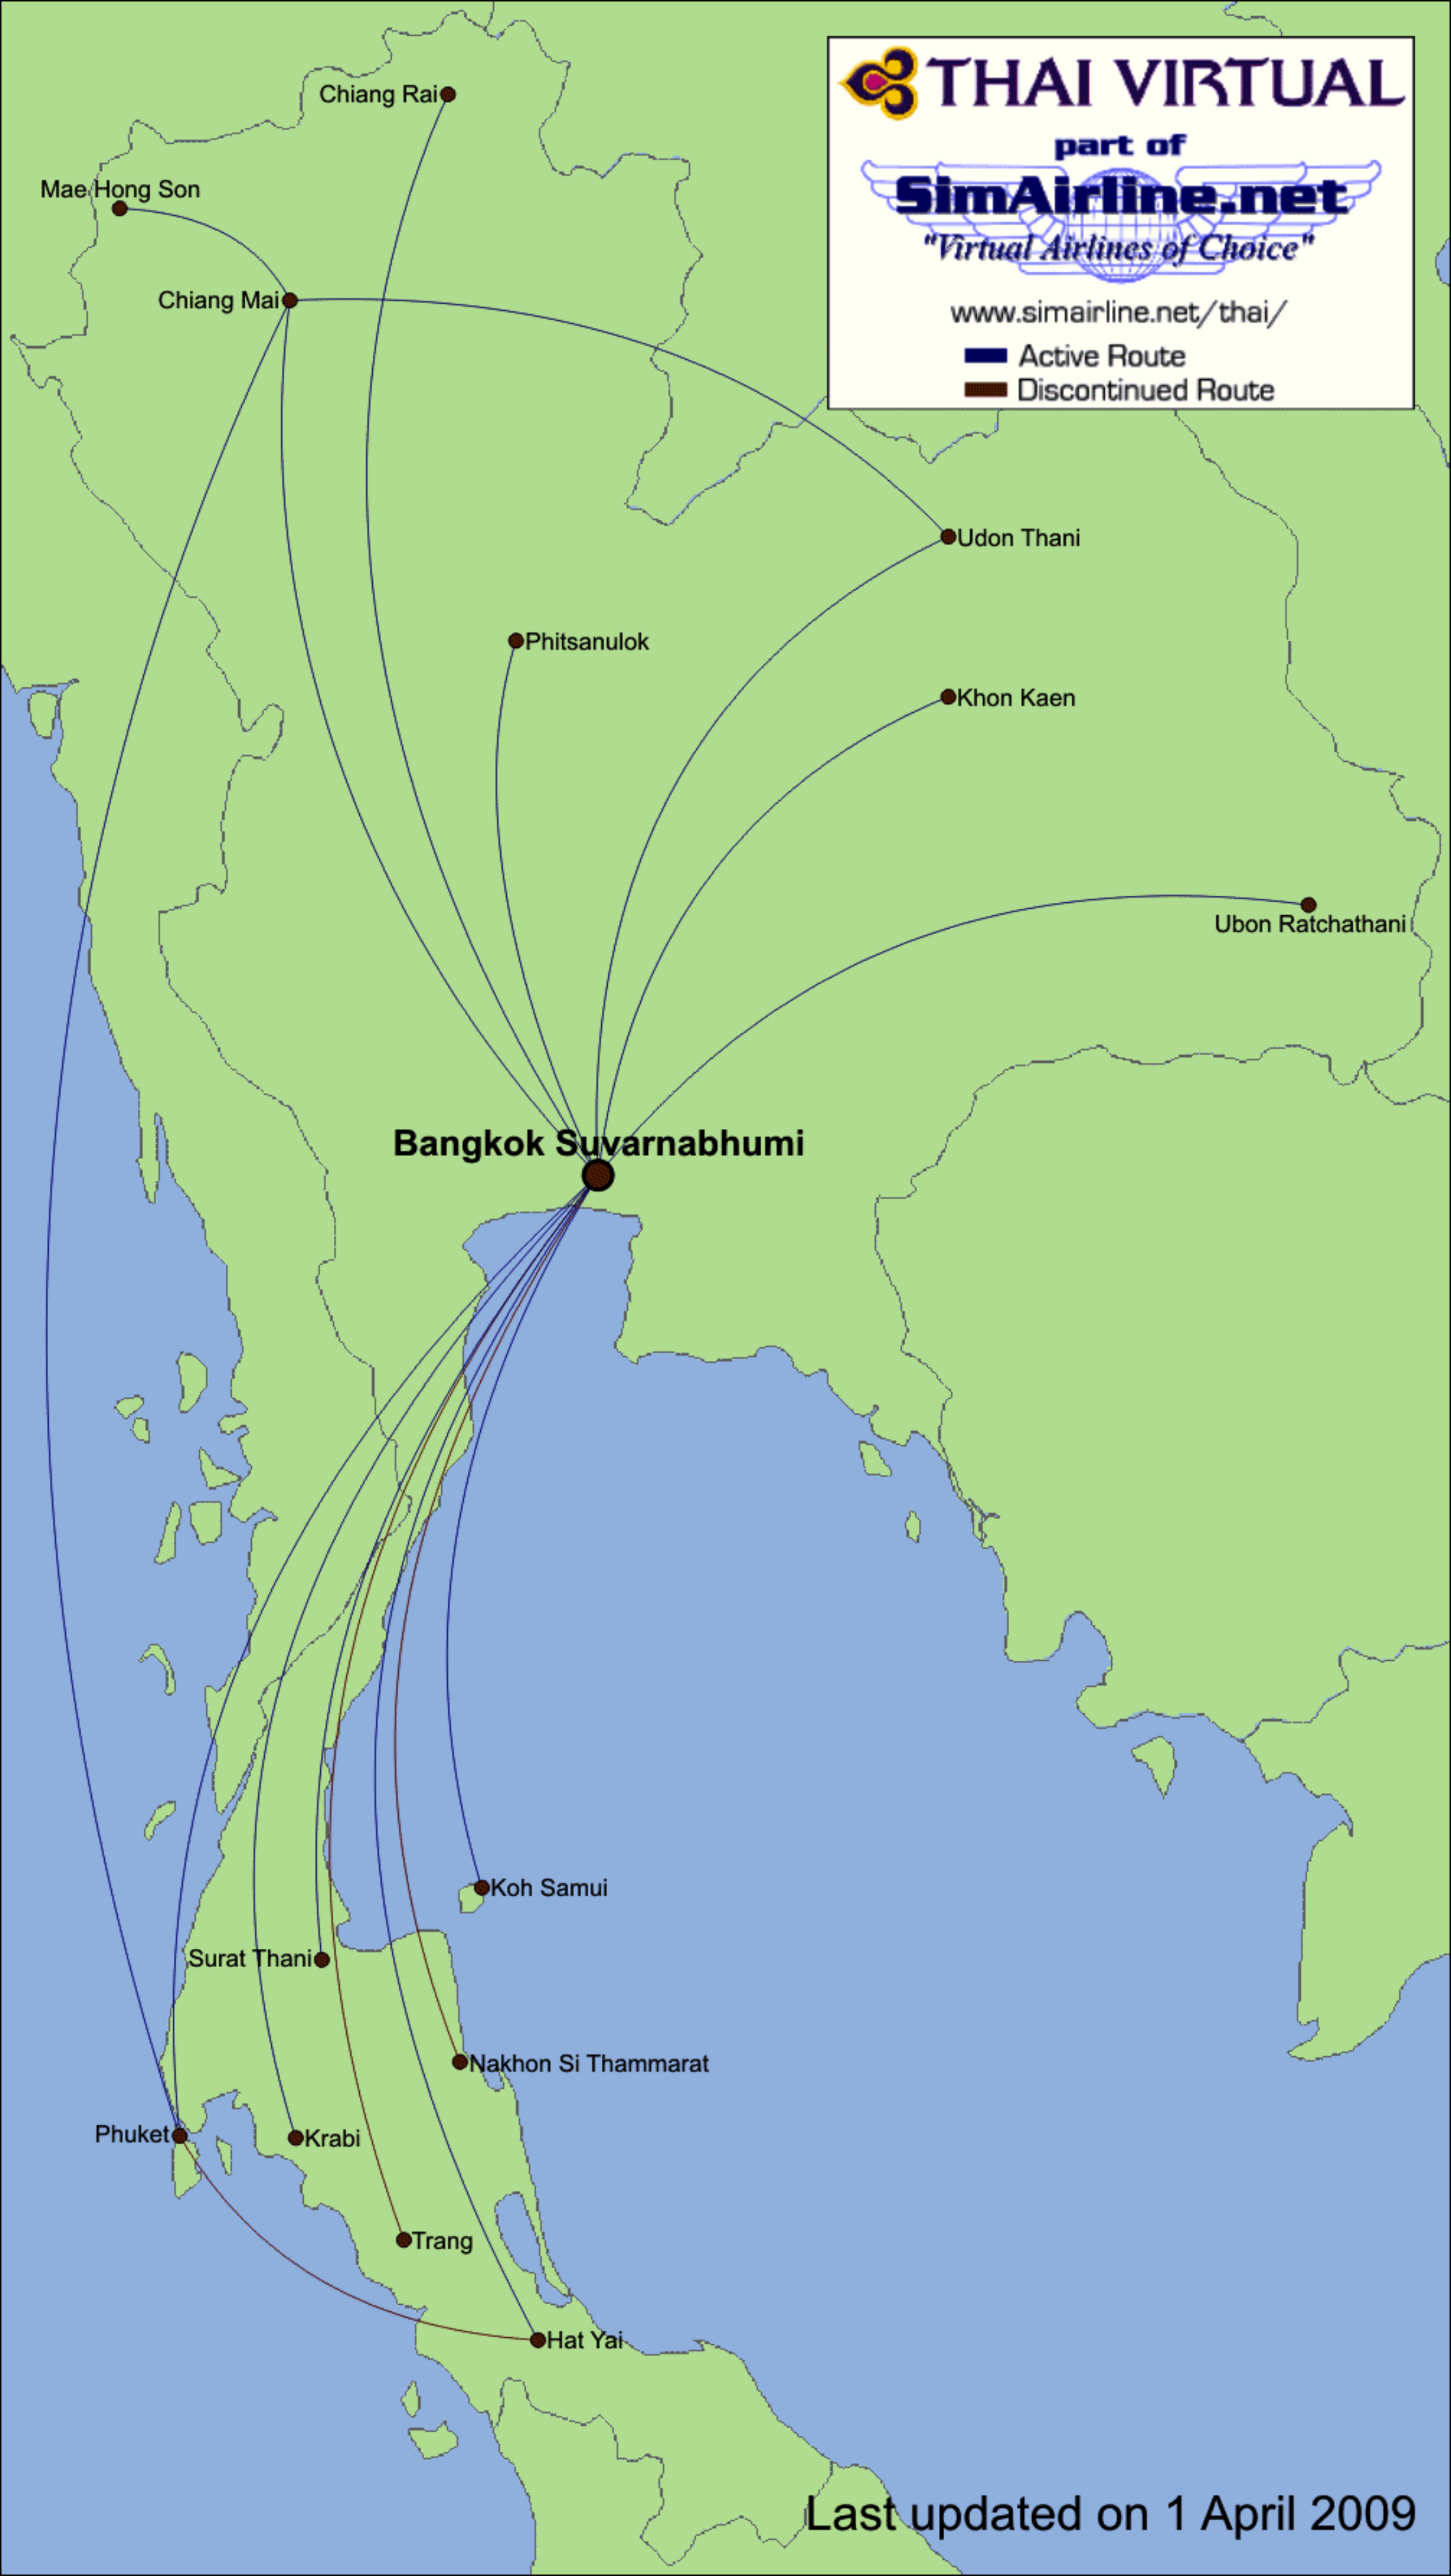 THAI VIRTUAL
part of
SimAirline.net
"Virtual Airlines of Choice"
www.simairline.net/thai/
Active Route
Discontinued Route
Chiang Rai
Mae Hong Son
Chiang Mai
Udon Thani
Phitsanulok
Khon Kaen
Ubon Ratchathani
Bangkok Suvarnabhumi
Koh Samui
Surat Thani
Nakhon Si Thammarat
Phuket
Krabi
Trang
Hat Yai
Last updated on 1 April 2009